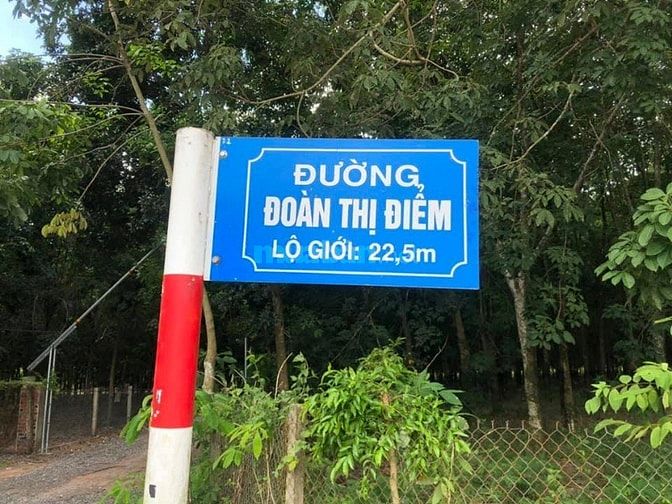 ĐƯỜNG
ĐOÀN THỊ ĐIỂM
LỘ GIỚI: 22,5m